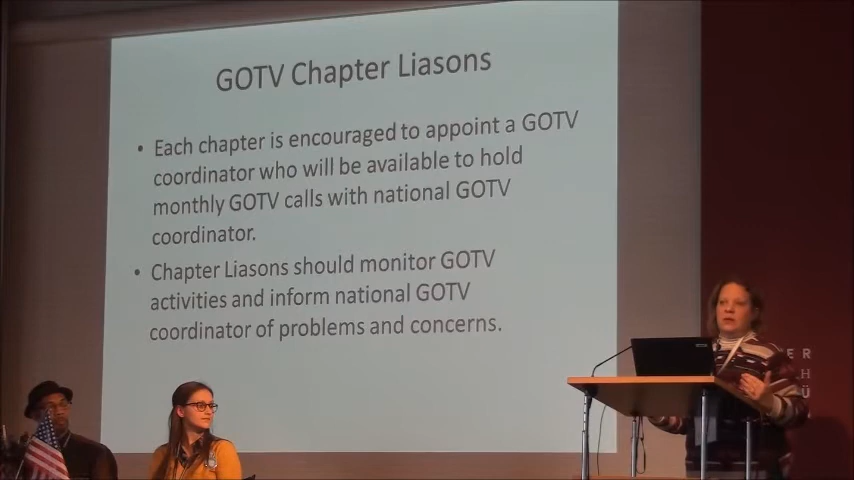 GOTV Chapter Liasons
• Each chapter is encouraged to appoint a GOTV
coordinator who will be available to hold
monthly GOTV calls with national GOTV
coordinator.
• Chapter Liasons should monitor GOTV
activities and inform national GOTV
coordinator of problems and concerns.